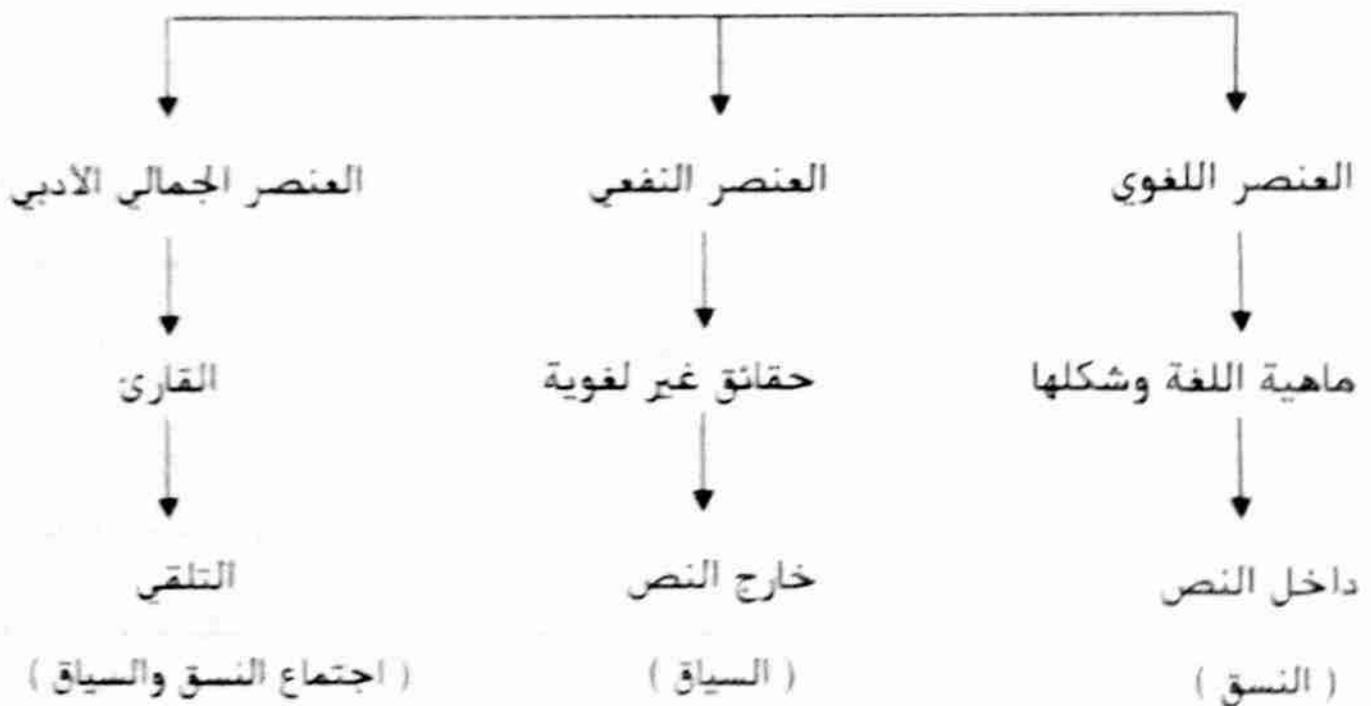 العنصر اللغوي
العنصر النفعي
العنصر الجمالي الأدبي
ماهية اللغة وشكلها
حقائق غير لغوية
القارئ
داخل النص
خارج النص
التلقي
( النسق )
( السياق )
( اجتماع النسق والسياق )